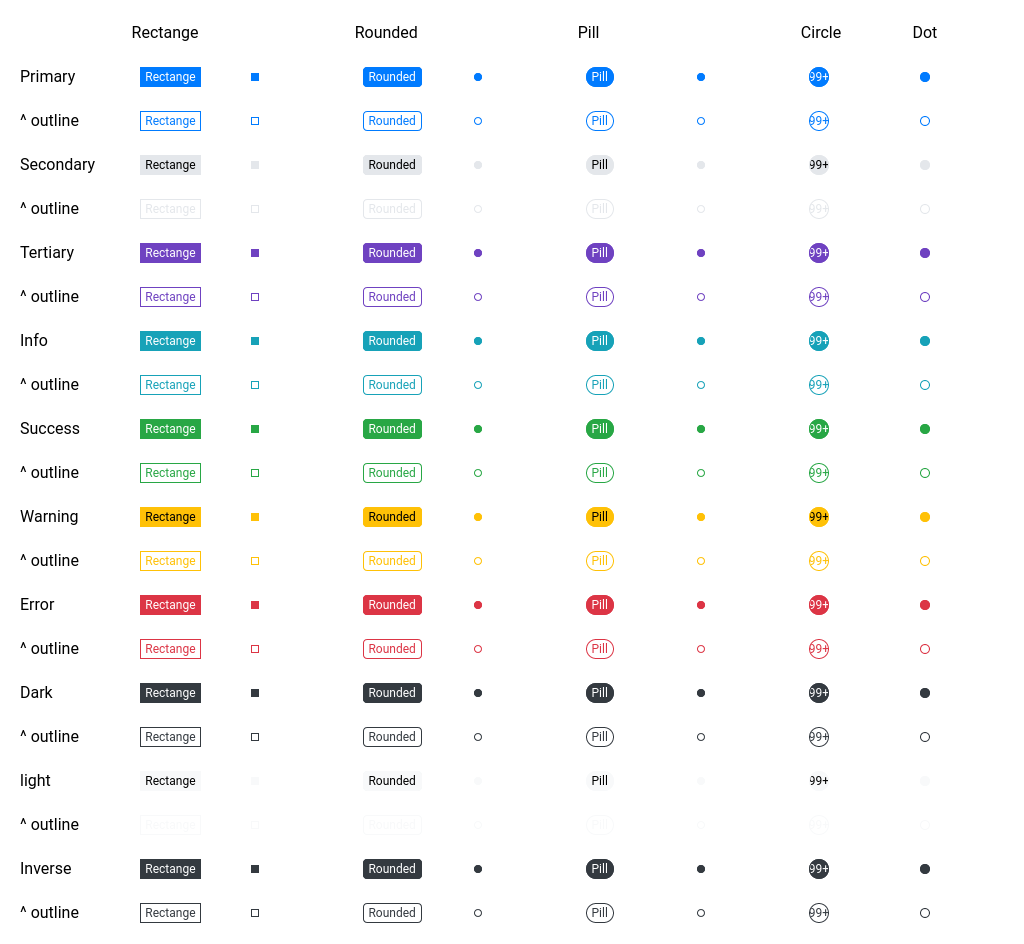 Rectange Rounded Pill Circle Dot
Primary Rectange Rounded Pill 99+
^ outline Rectange Rounded Pill 99+
Secondary Rectange Rounded Pill 99+
^ outline Rectange Rounded Pill 99+
Tertiary Rectange Rounded Pill 99+
^ outline Rectange Rounded Pill 99+
Info Rectange Rounded Pill 99+
^ outline Rectange Rounded Pill 99+
Success Rectange Rounded Pill 99+
^ outline Rectange Rounded Pill 99+
Warning Rectange Rounded Pill 99+
^ outline Rectange Rounded Pill 99+
Error Rectange Rounded Pill 99+
^ outline Rectange Rounded Pill 99+
Dark Rectange Rounded Pill 99+
^ outline Rectange Rounded Pill 99+
light Rectange Rounded Pill 99+
^ outline Rectange Rounded Pill 99+
Inverse Rectange Rounded Pill 99+
^ outline Rectange Rounded Pill 99+